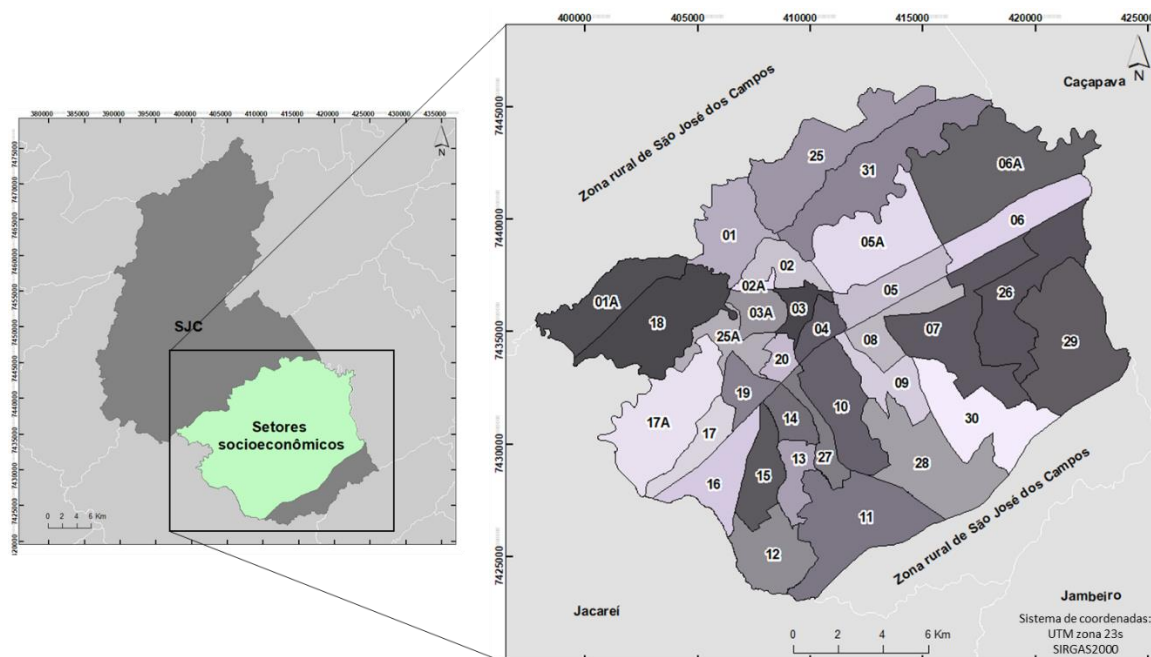 380000 385000 390000 395000 400000 405000 410000 415000 420000 425000 430000 435000
7475000
7470000
7460000
7455000
7445000
7440000
7435000
7430000
7425000
N
SJC
Setores
socioeconômicos
0 2 4 6 Km
400000 405000 410000 415000 420000 425000
7445000
7440000
7435000
7430000
7425000
N
Caçapava
Zona rural de São José dos Campos
25
06A
31
06
01
05A
02
02A
05
01A
26
18
03A
03
04
07
25A
08
29
20
09
19
17A
14
10
30
17
13
27
28
16
15
11
12
Zona rural de São José dos Campos
Jacareí
Jambeiro
0 2 4 6 Km
Sistema de coordenadas:
UTM zona 23s
SIRGAS2000